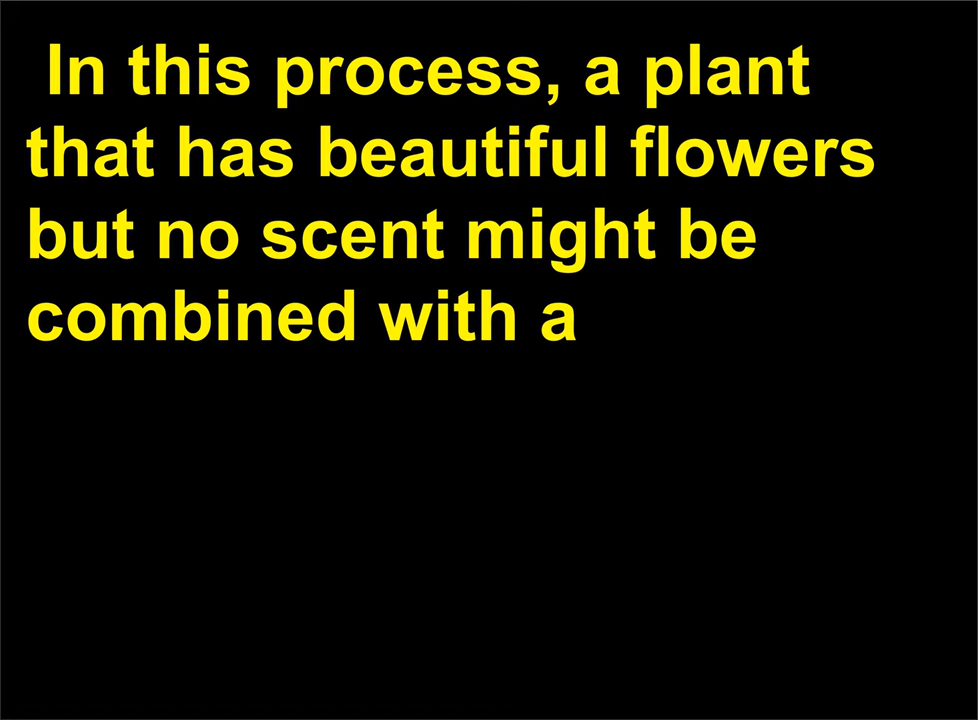 In this process, a plant
that has beautiful flowers
but no scent might be
combined with a